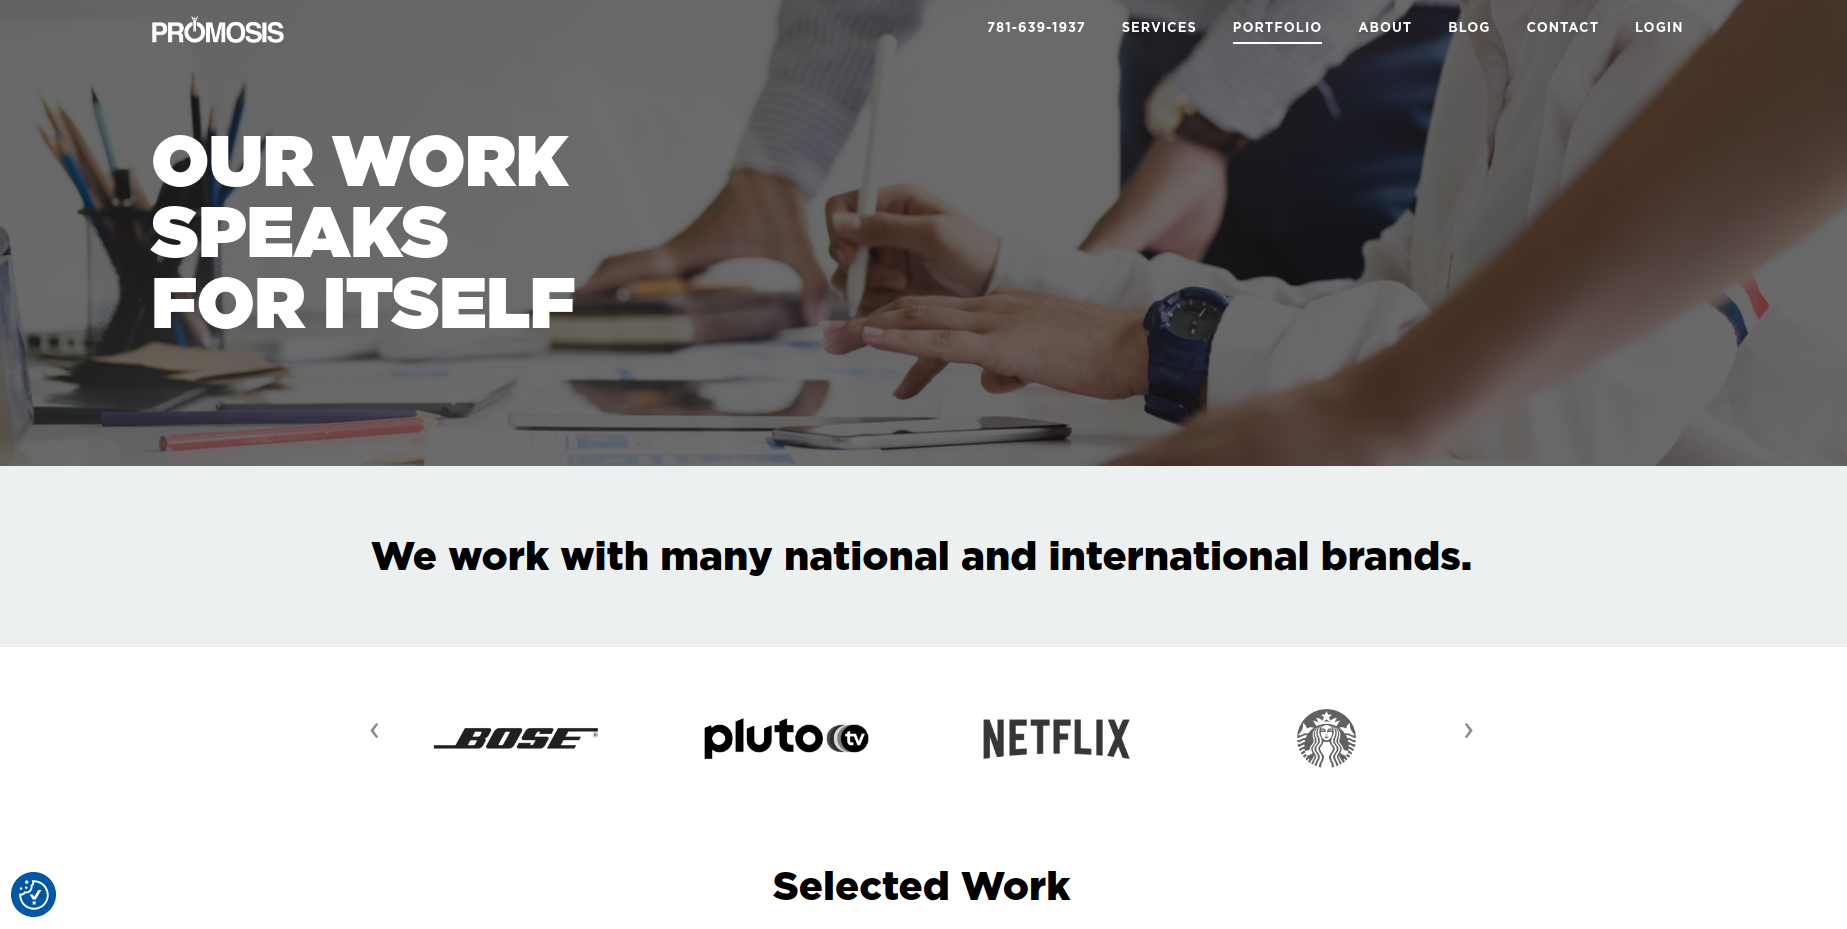 PROMOSIS
781-639-1937 SERVICES PORTFOLIO ABOUT BLOG CONTACT LOGIN
OUR WORK
SPEAKS
FOR ITSELF
We work with many national and international brands.
BOSE pluto tv NETFLIX
Selected Work